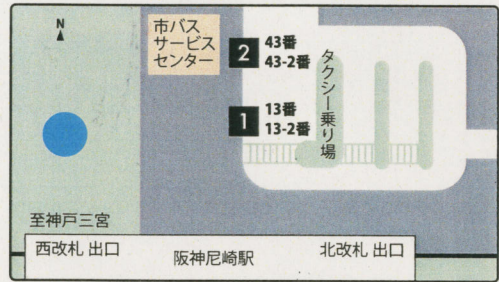 N
市バス
サービス
センター
2
43番
43-2番
タクシー乗り場
1
13番
13-2番
至神戸三宮
西改札 出口
阪神尼崎駅
北改札 出口